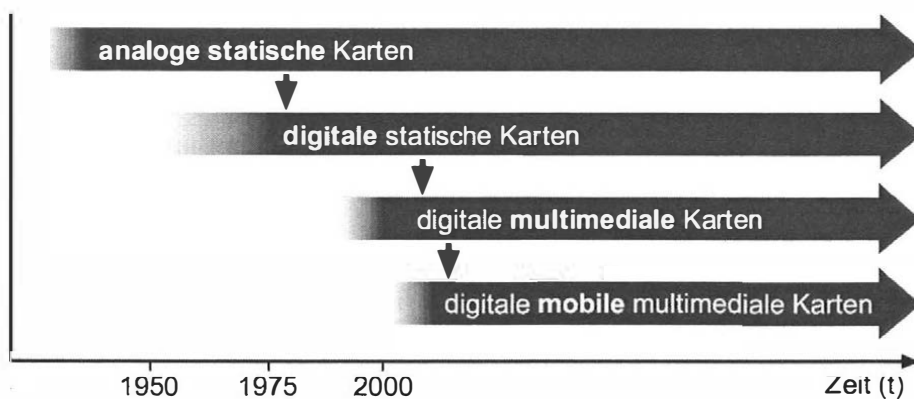 analoge statische Karten
digitale statische Karten
digitale multimediale Karten
digitale mobile multimediale Karten
1950 1975 2000 Zeit (t)